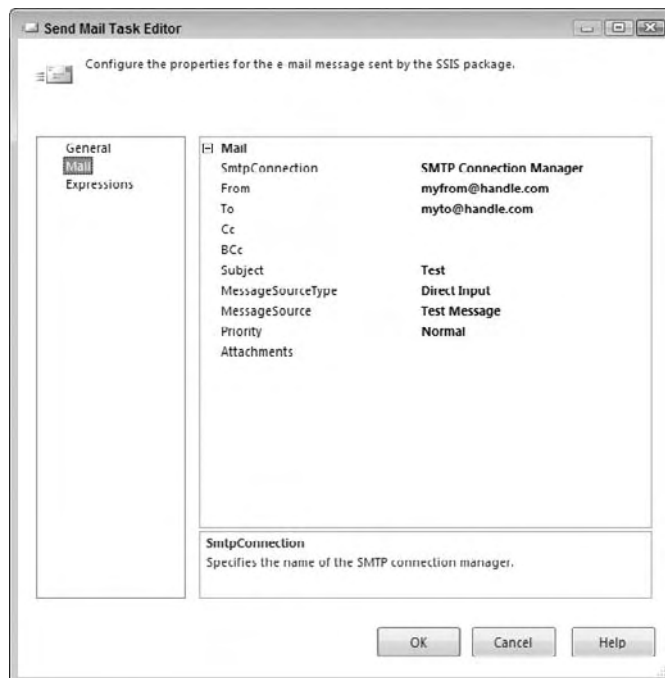 Send Mail Task Editor
Configure the properties for the e-mail message sent by the SSIS package.
General
Mail
Expressions
Mail
SmtpConnection SMTP Connection Manager
From myfrom@handle.com
To myto@handle.com
Cc
BCc
Subject Test
MessageSourceType Direct Input
MessageSource Test Message
Priority Normal
Attachments
SmtpConnection
Specifies the name of the SMTP connection manager.
OK Cancel Help